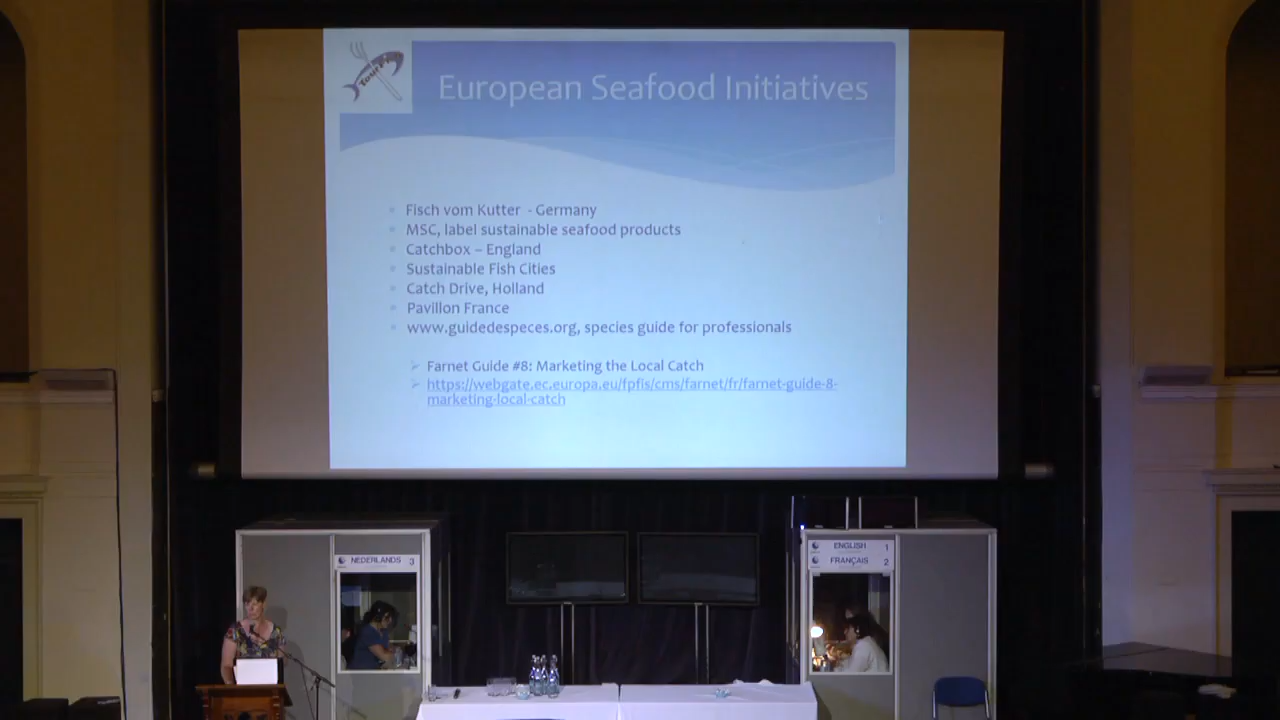 TourFish
European Seafood Initiatives
Fisch vom Kutter - Germany
MSC, label sustainable seafood products
Catchbox – England
Sustainable Fish Cities
Catch Drive, Holland
Pavillon France
www.guidedespeces.org, species guide for professionals
Farnet Guide #8: Marketing the Local Catch
https://webgate.ec.europa.eu/fpfis/cms/farnet/fr/farnet-guide-8-
marketing-local-catch
NEDERLANDS 3
ENGLISH 1
FRANÇAIS 2